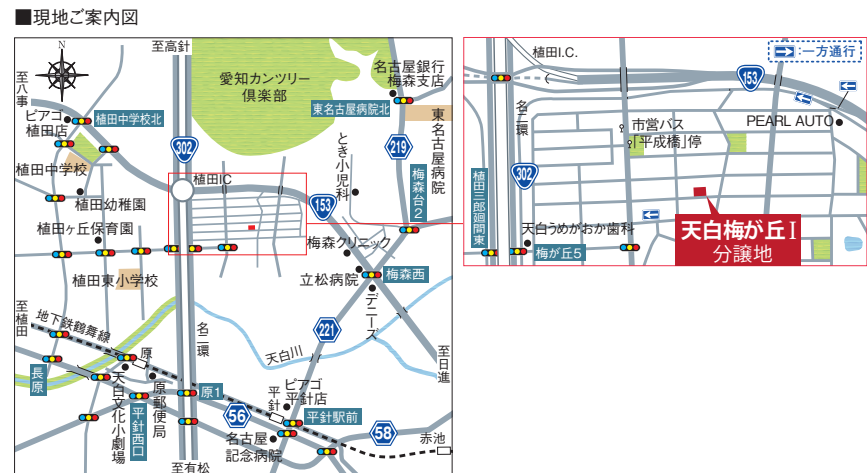 ■現地ご案内図
N
至高針
至八事
ピアゴ
植田店
植田中学校北
愛知カンツリー
倶楽部
名古屋銀行
梅森支店
東名古屋病院北
東名古屋病院
302
219
とき小児科
植田中学校
植田IC
植田幼稚園
153
梅森台2
植田ヶ丘保育園
梅森クリニック
植田東小学校
立松病院
梅森西
デニーズ
至植田
地下鉄鶴舞線
名二環
221
天白川
至日進
長原
原
天白文化小劇場
原郵便局
平針西口
原1
56
平針
ピアゴ
平針店
平針駅前
名古屋
記念病院
58
赤池
至有松
植田I.C.
:一方通行
153
名二環
市営バス
「平成橋」停
PEARL AUTO
植田三郎廻間東
302
天白うめがおか歯科
梅が丘5
天白梅が丘I
分譲地